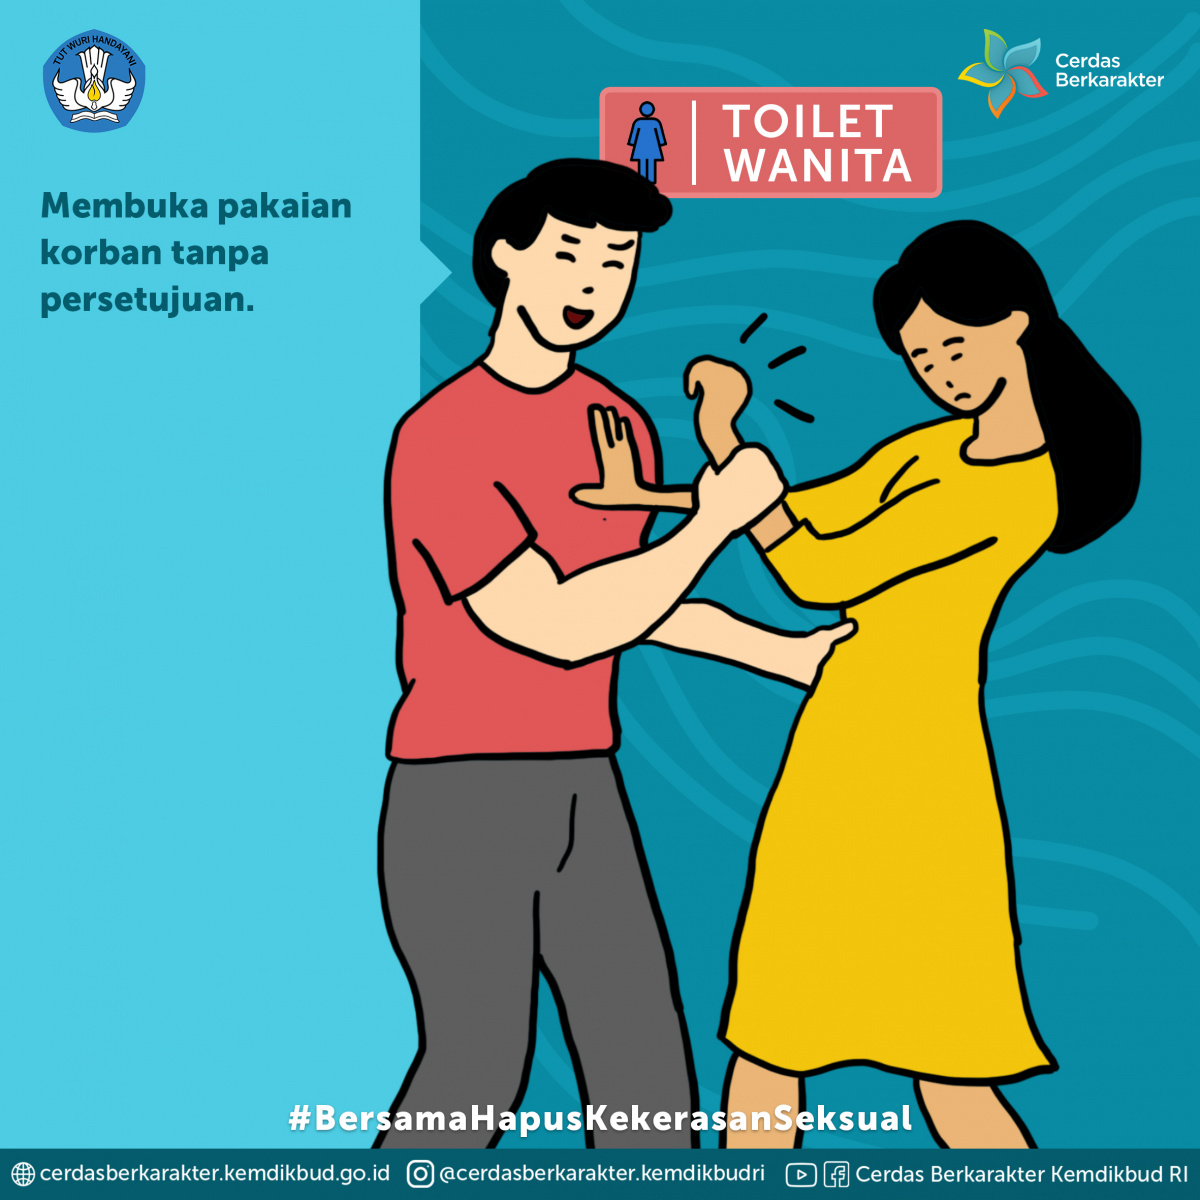 TUT WURI HANDAYANI
Cerdas
Berkarakter
TOILET
WANITA
Membuka pakaian
korban tanpa
persetujuan.
#BersamaHapusKekerasanSeksual
cerdasberkarakter.kemdikbud.go.id @cerdasberkarakter.kemdikbudri Cerdas Berkarakter Kemdikbud RI